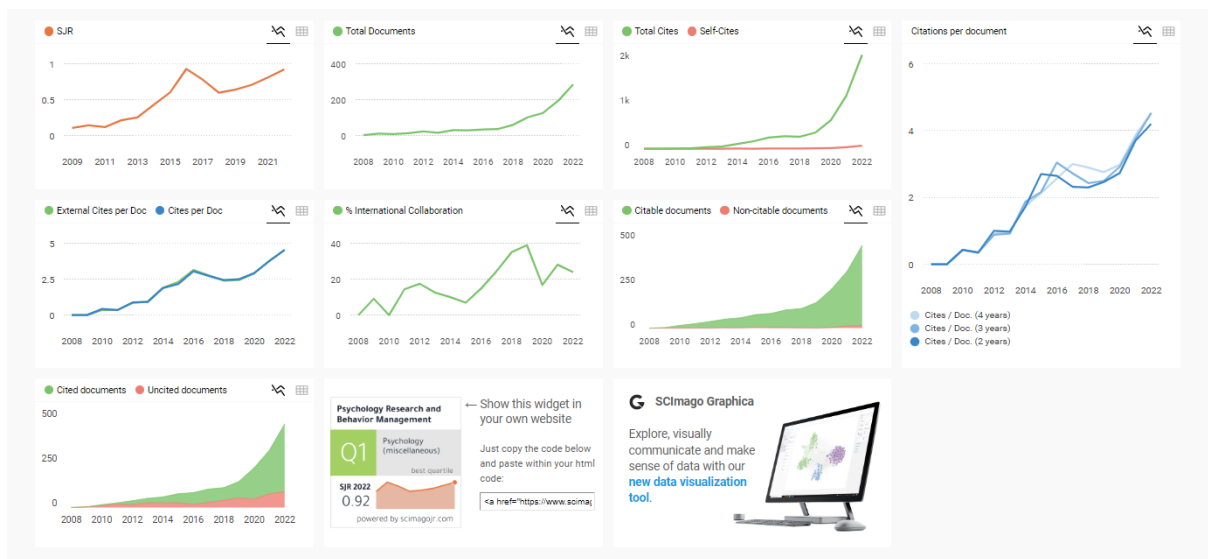 SJR
1
0.5
0
2009 2011 2013 2015 2017 2019 2021
Total Documents
400
200
0
2008 2010 2012 2014 2016 2018 2020 2022
Total Cites Self-Cites
2k
1k
0
2008 2010 2012 2014 2016 2018 2020 2022
Citations per document
6
4
2
0
2008 2010 2012 2014 2016 2018 2020 2022
Cites / Doc. (4 years)
Cites / Doc. (3 years)
Cites / Doc. (2 years)
External Cites per Doc Cites per Doc
5
2.5
0
2008 2010 2012 2014 2016 2018 2020 2022
% International Collaboration
40
20
0
2008 2010 2012 2014 2016 2018 2020 2022
Citable documents Non-citable documents
500
250
0
2008 2010 2012 2014 2016 2018 2020 2022
Cited documents Uncited documents
500
250
0
2008 2010 2012 2014 2016 2018 2020 2022
Psychology Research and
Behavior Management
Q1
Psychology
(miscellaneous)
best quartile
SJR 2022
0.92
powered by scimagojr.com
← Show this widget in
your own website
Just copy the code below
and paste within your html
code:
<a href="https://www.scimag
SCImago Graphica
Explore, visually
communicate and make
sense of data with our
new data visualization
tool.